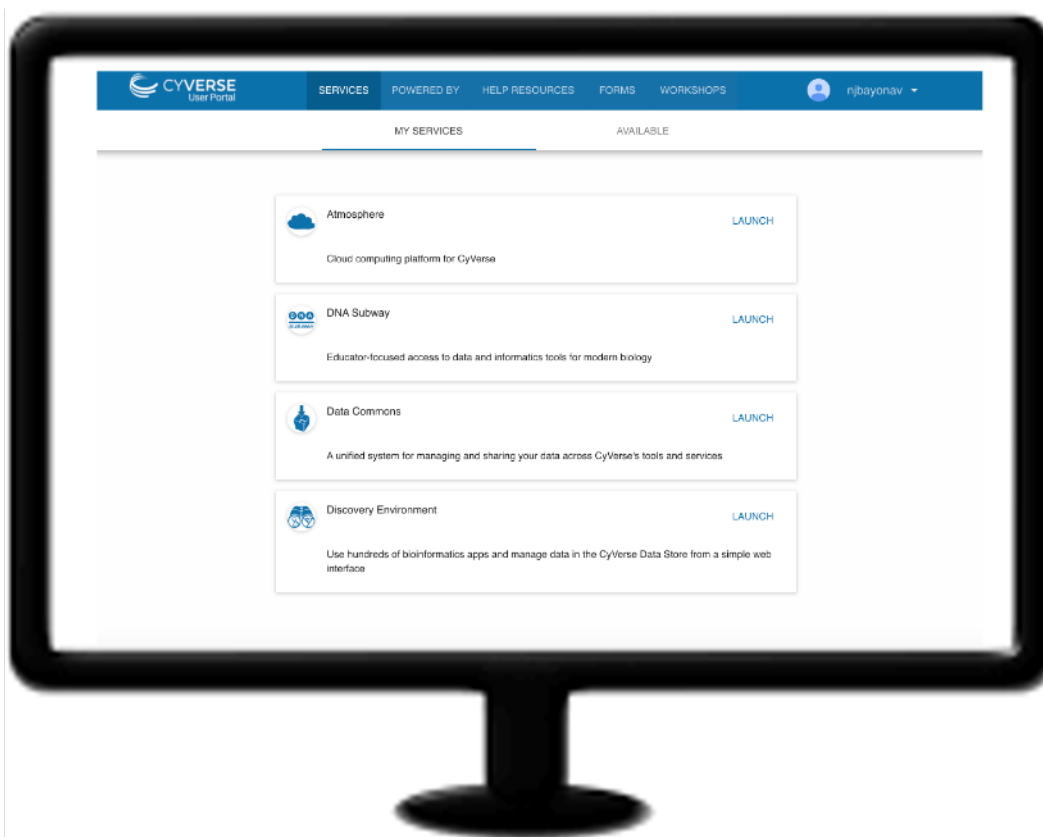 CYVERSE
User Portal
SERVICES POWERED BY HELP RESOURCES FORMS WORKSHOPS njbayonav
MY SERVICES AVAILABLE
Atmosphere
LAUNCH
Cloud computing platform for CyVerse
DNA Subway
LAUNCH
Educator-focused access to data and informatics tools for modern biology
Data Commons
LAUNCH
A unified system for managing and sharing your data across CyVerse's tools and services
Discovery Environment
LAUNCH
Use hundreds of bioinformatics apps and manage data in the CyVerse Data Store from a simple web
interface